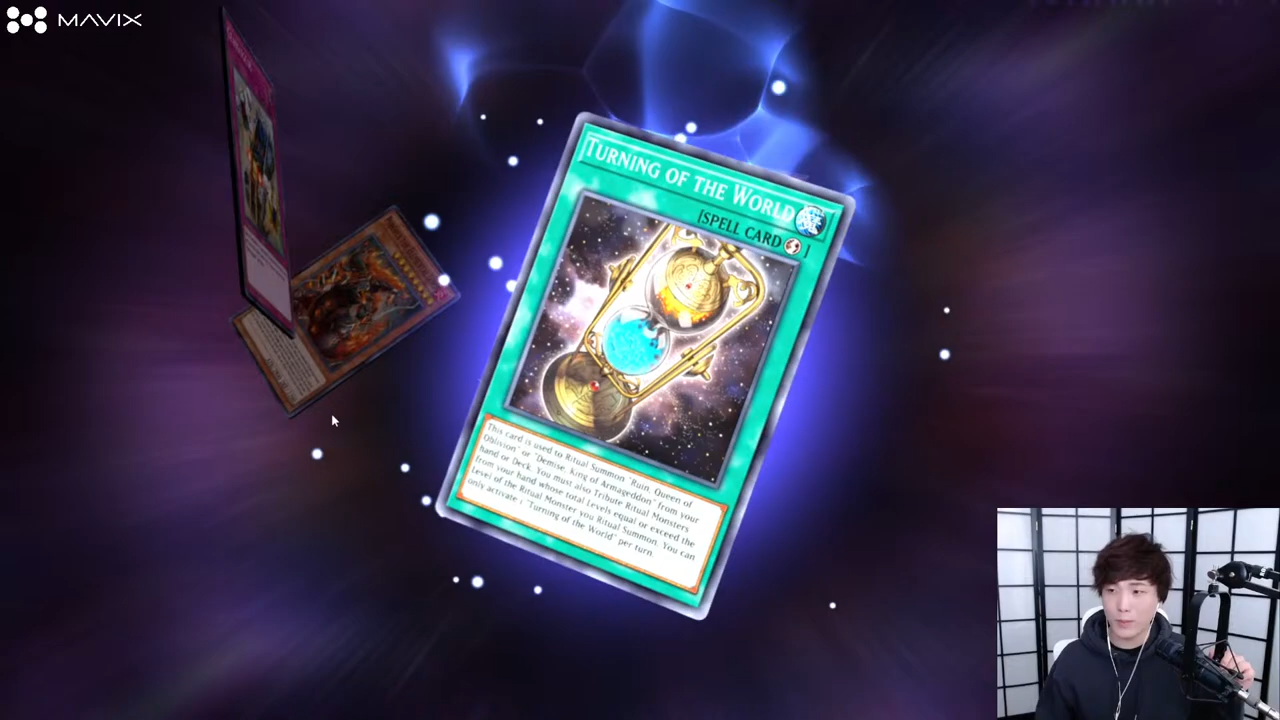 MAVIX
TURNING OF THE WORLD
[SPELL CARD ]
This card is used to Ritual Summon "Ruin, Queen of
Oblivion" or "Demise, King of Armageddon" from your
hand or Deck. You must also Tribute Ritual Monsters
from your hand whose total Levels equal or exceed the
Level of the Ritual Monster you Ritual Summon. You can
only activate 1 "Turning of the World" per turn.